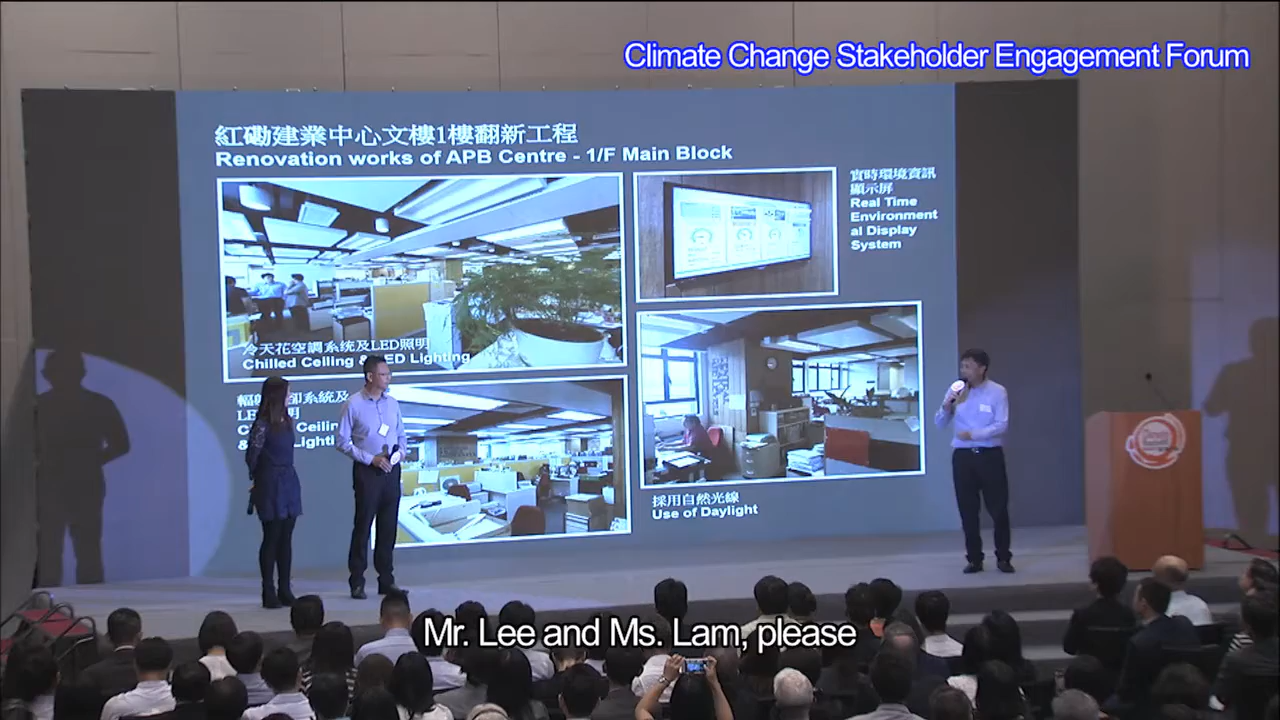 Climate Change Stakeholder Engagement Forum
紅磡建業中心文樓1樓翻新工程
Renovation works of APB Centre - 1/F Main Block
實時環境資訊
顯示屏
Real Time
Environment
al Display
System
冷天花空調系統及LED照明
Chilled Ceiling & LED Lighting
採用自然光線
Use of Daylight
Mr. Lee and Ms. Lam, please